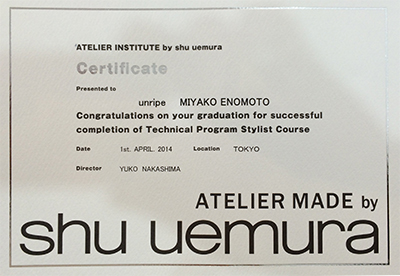 ATELIER INSTITUTE by shu uemura
Certificate
Presented to
unripe MIYAKO ENOMOTO
Congratulations on your graduation for successful
completion of Technical Program Stylist Course
Date 1st. APRIL. 2014 Location TOKYO
Director YUKO NAKASHIMA
ATELIER MADE by
shu uemura